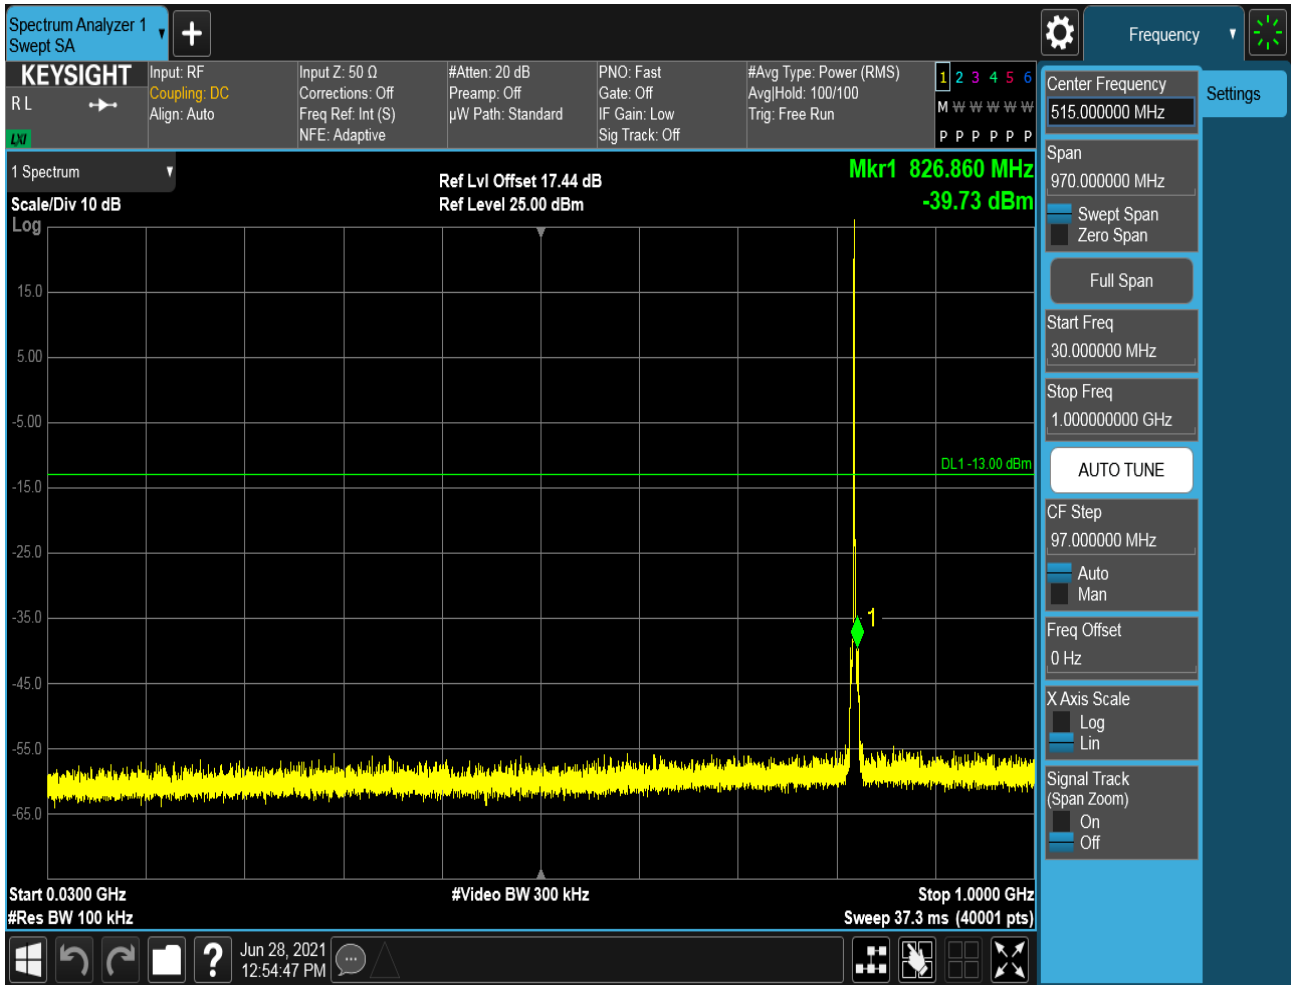 Spectrum Analyzer 1
Swept SA
Frequency
KEYSIGHT
R L
LXI
Input: RF
Coupling: DC
Align: Auto
Input Z: 50 Ω
Corrections: Off
Freq Ref: Int (S)
NFE: Adaptive
#Atten: 20 dB
Preamp: Off
µW Path: Standard
PNO: Fast
Gate: Off
IF Gain: Low
Sig Track: Off
#Avg Type: Power (RMS)
Avg|Hold: 100/100
Trig: Free Run
1 2 3 4 5 6
M W W W W W
P P P P P P
1 Spectrum
Scale/Div 10 dB
Log
Ref Lvl Offset 17.44 dB
Ref Level 25.00 dBm
Mkr1 826.860 MHz
-39.73 dBm
15.0
5.00
-5.00
DL1 -13.00 dBm
-15.0
-25.0
-35.0
1
-45.0
-55.0
-65.0
Start 0.0300 GHz
#Video BW 300 kHz
Stop 1.0000 GHz
#Res BW 100 kHz
Sweep 37.3 ms (40001 pts)
Jun 28, 2021
12:54:47 PM
?
Center Frequency
515.000000 MHz
Settings
Span
970.000000 MHz
Swept Span
Zero Span
Full Span
Start Freq
30.000000 MHz
Stop Freq
1.000000000 GHz
AUTO TUNE
CF Step
97.000000 MHz
Auto
Man
Freq Offset
0 Hz
X Axis Scale
Log
Lin
Signal Track
(Span Zoom)
On
Off